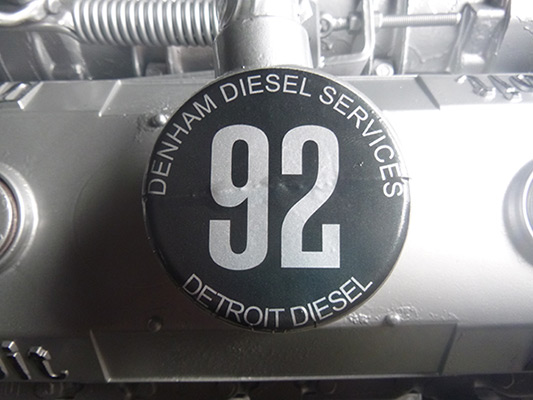 DENHAM DIESEL SERVICES
92
DETROIT DIESEL